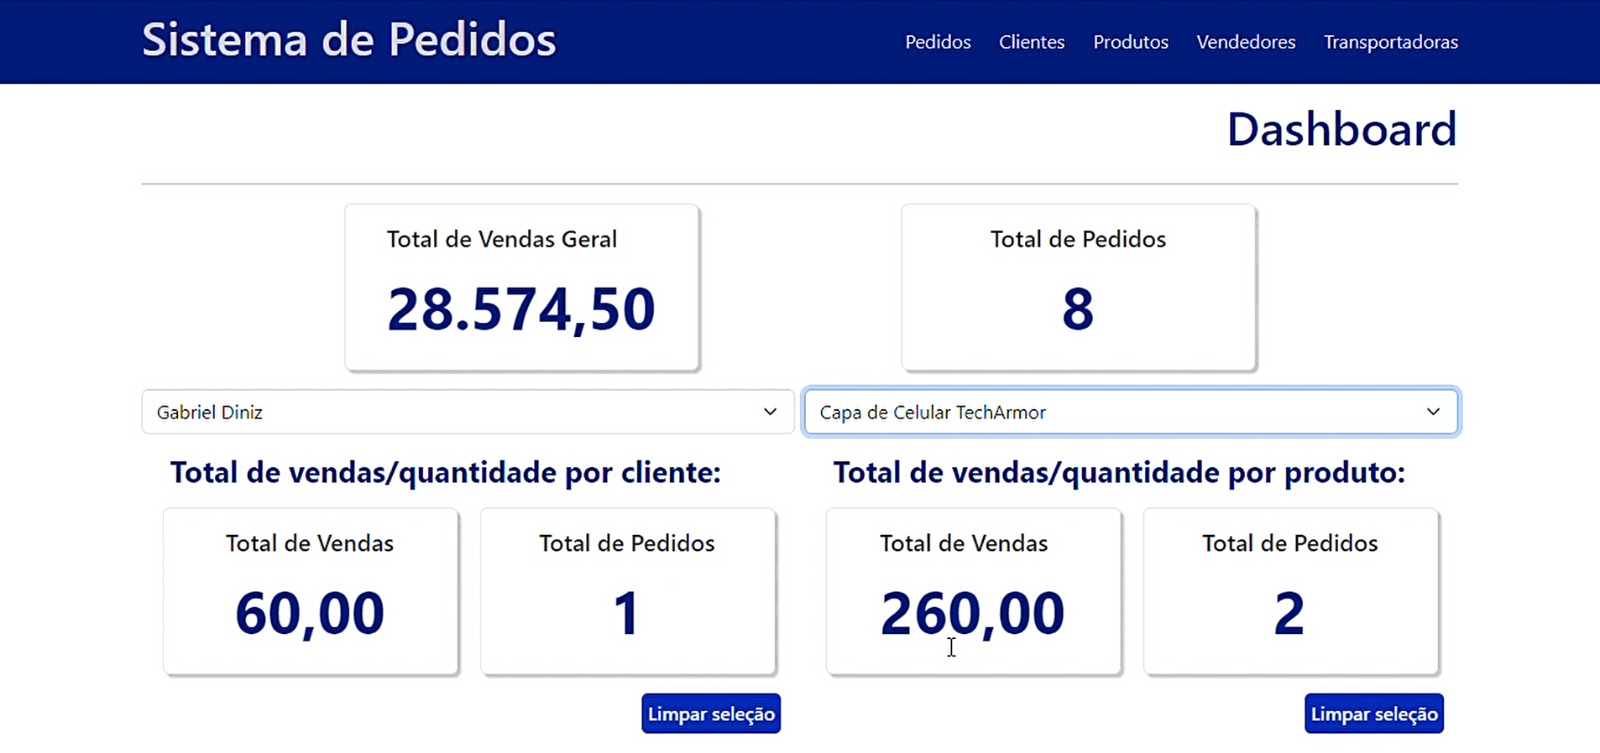 Sistema de Pedidos
Pedidos Clientes Produtos Vendedores Transportadoras
Dashboard
Total de Vendas Geral
28.574,50
Total de Pedidos
8
Gabriel Diniz
Capa de Celular TechArmor
Total de vendas/quantidade por cliente:
Total de Vendas
60,00
Total de Pedidos
1
Limpar seleção
Total de vendas/quantidade por produto:
Total de Vendas
260,00
Total de Pedidos
2
Limpar seleção